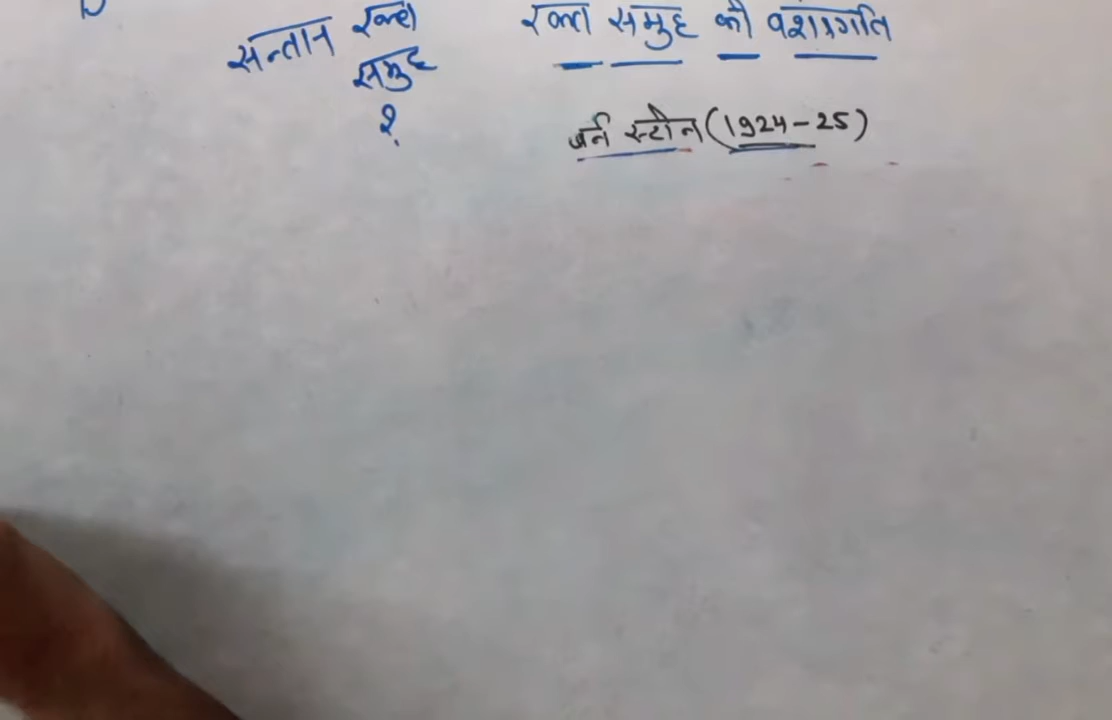 सन्तान रक्त
समुह
?
रक्त समुह की वंशागति
बर्न स्टीन (1924-25)